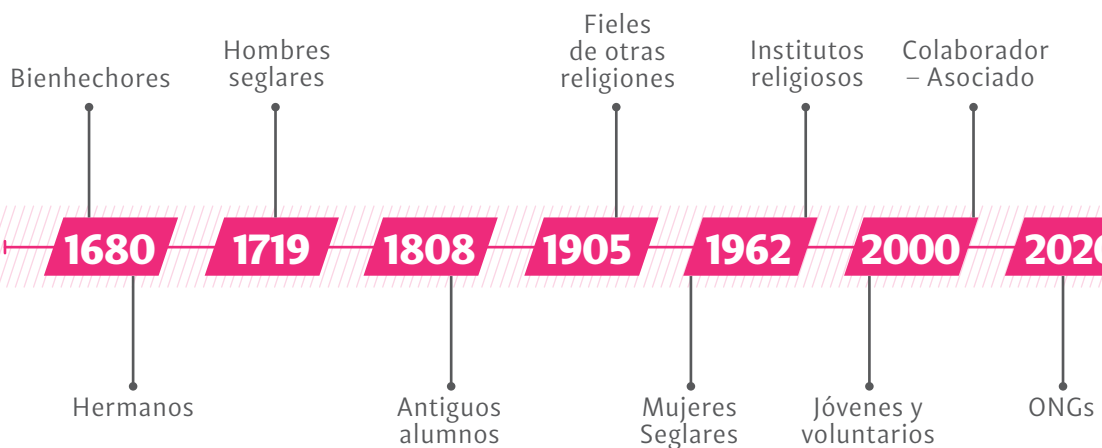 Bienhechores
Hombres
seglares
Fieles
de otras
religiones
Institutos
religiosos
Colaborador
– Asociado
1680
1719
1808
1905
1962
2000
2020
Hermanos
Antiguos
alumnos
Mujeres
Seglares
Jóvenes y
voluntarios
ONGs